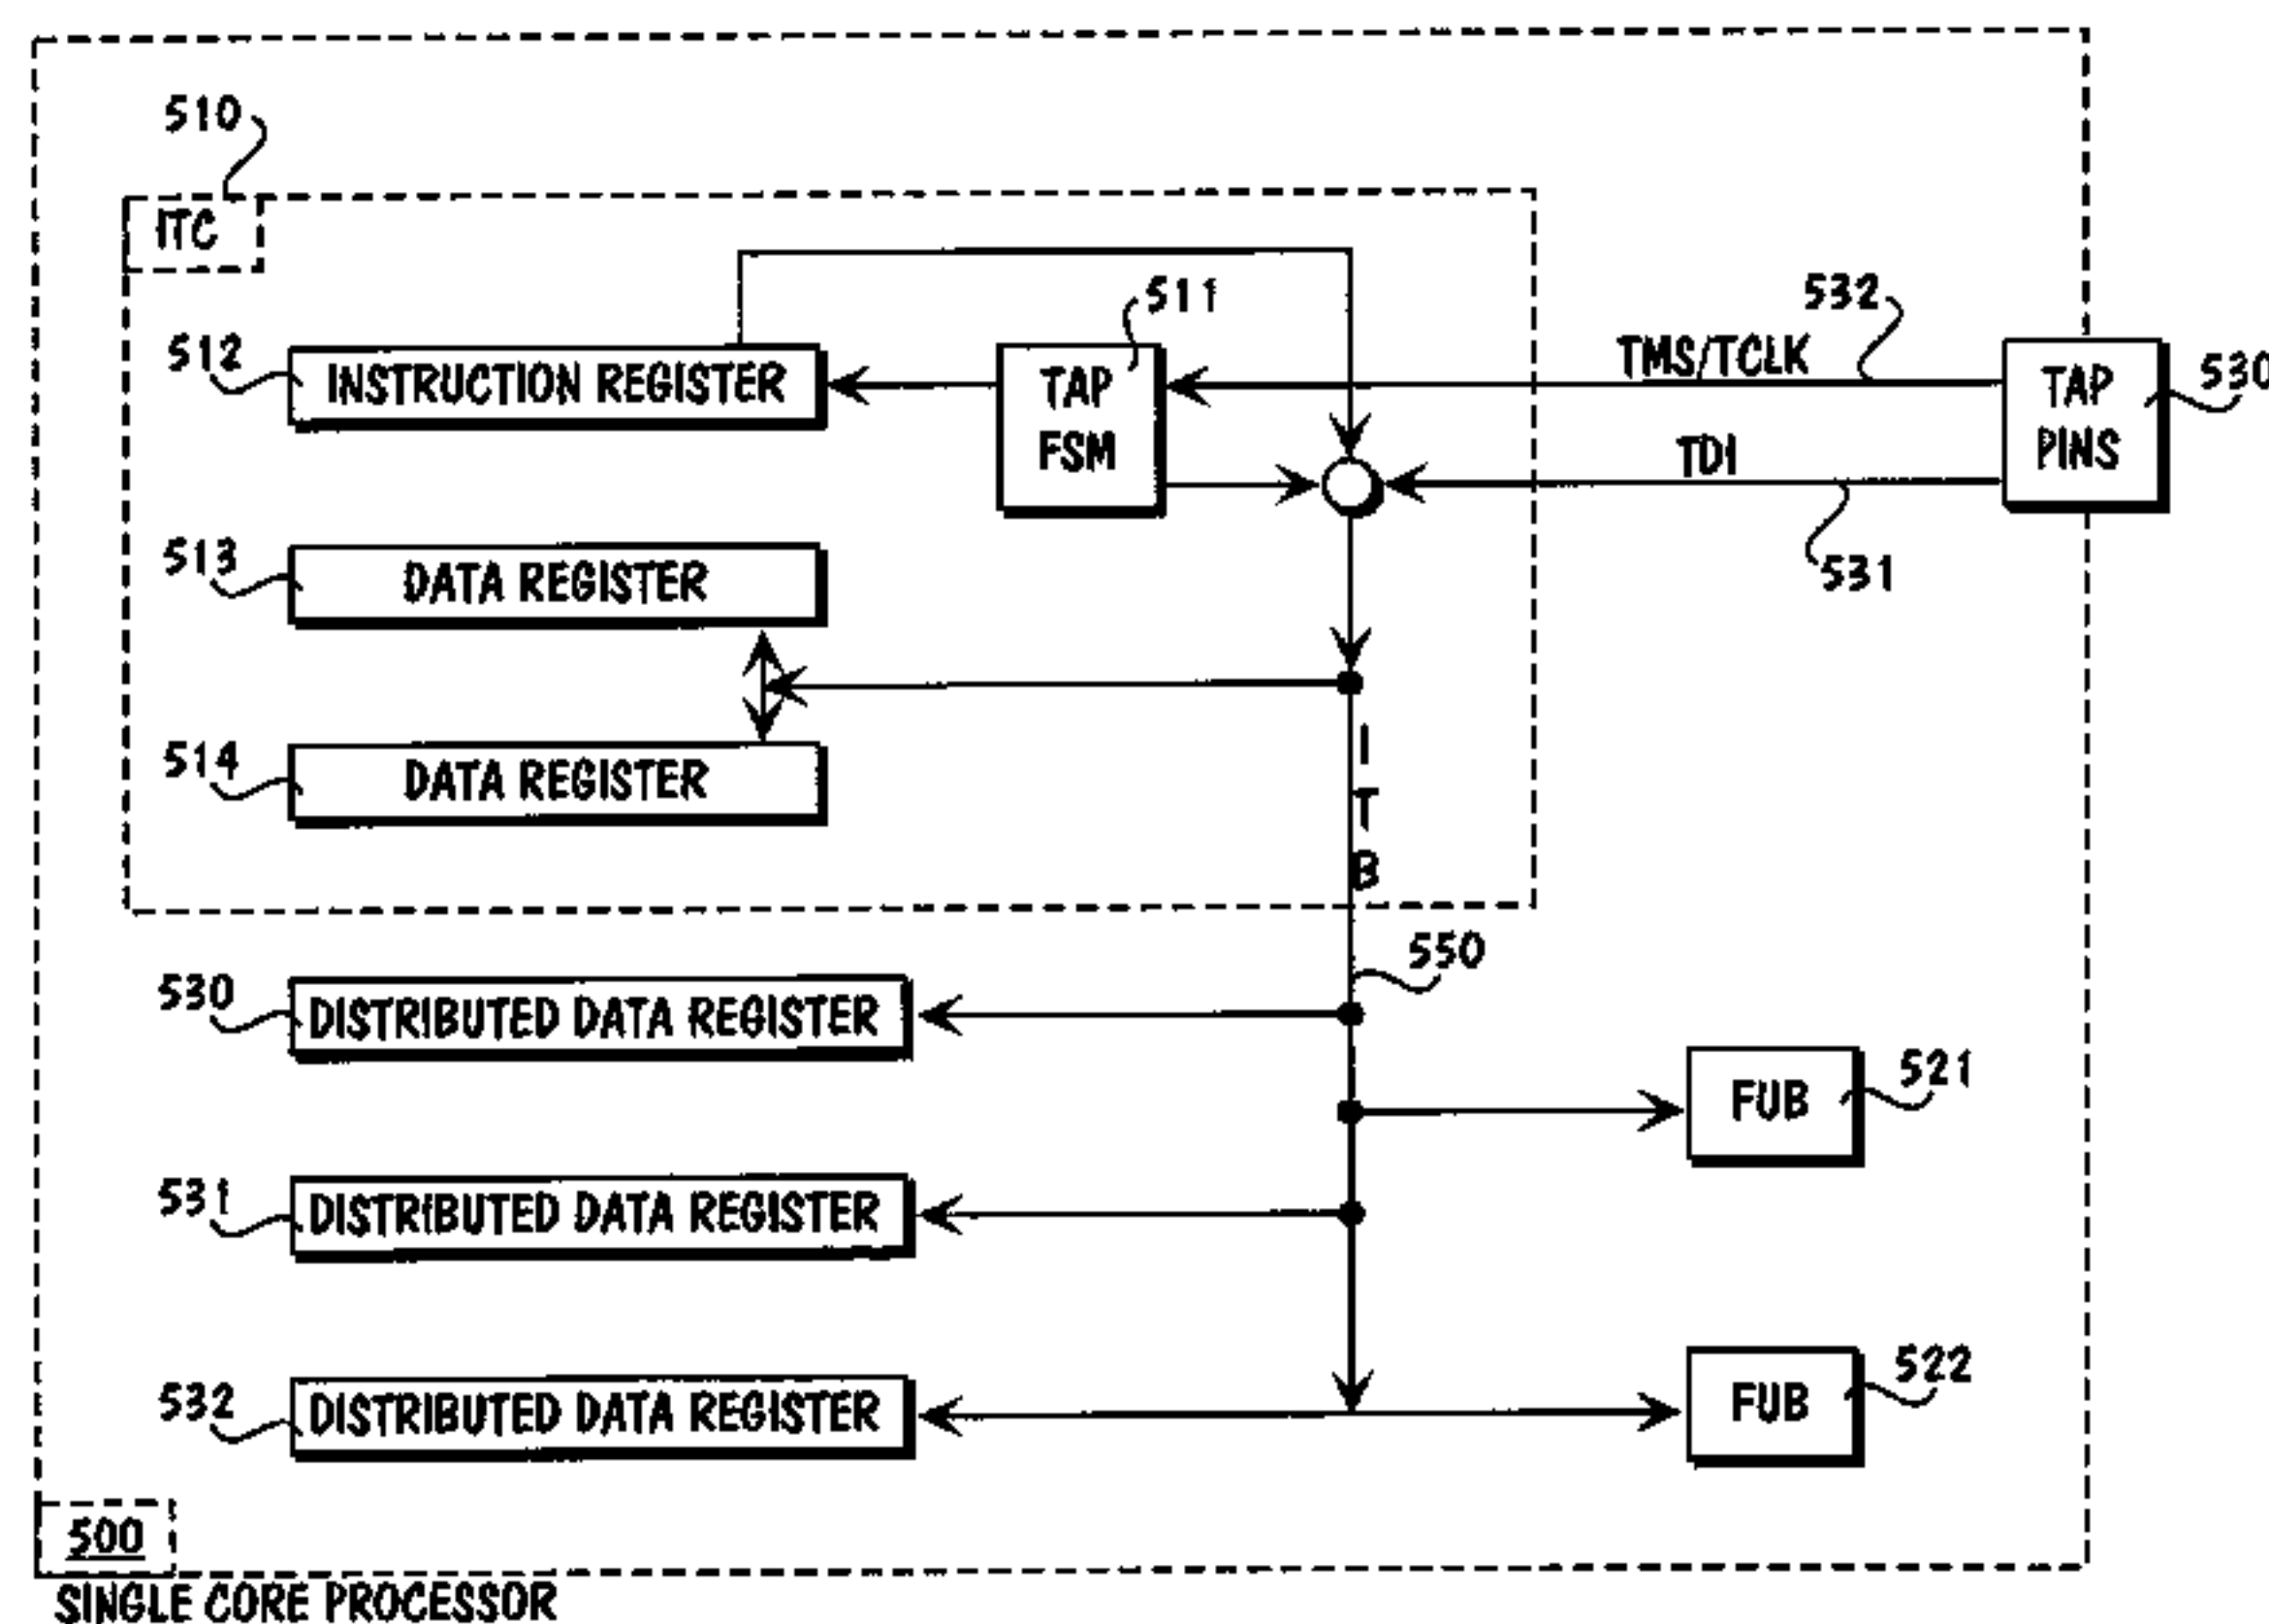 510
ITC
511
532
512
INSTRUCTION REGISTER
TAP
FSM
TMS/TCLK
TAP
PINS
530
TDI
531
513
DATA REGISTER
514
DATA REGISTER
I
T
B
550
530
DISTRIBUTED DATA REGISTER
FUB
521
531
DISTRIBUTED DATA REGISTER
532
DISTRIBUTED DATA REGISTER
FUB
522
500
SINGLE CORE PROCESSOR